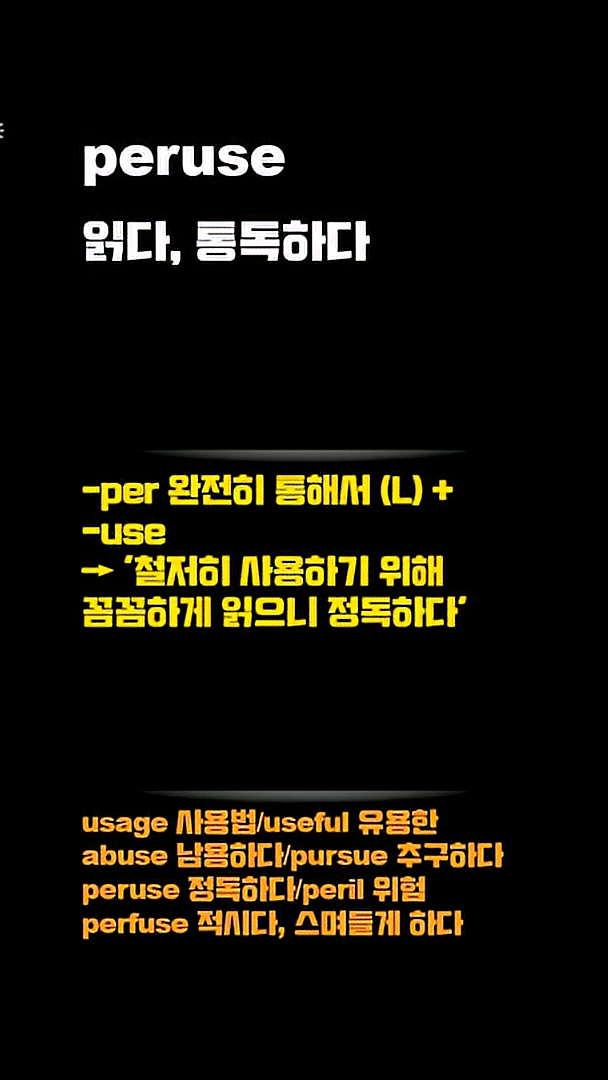 peruse
읽다, 통독하다
-per 완전히 통해서 (L) +
-use
→ ‘철저히 사용하기 위해
꼼꼼하게 읽으니 정독하다’
usage 사용법/useful 유용한
abuse 남용하다/pursue 추구하다
peruse 정독하다/peril 위험
perfuse 적시다, 스며들게 하다